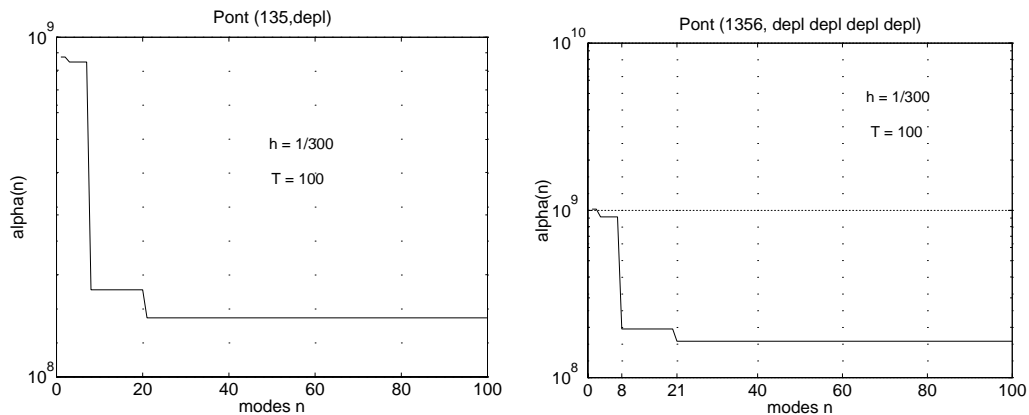 Pont (135,depl)
10^9
h = 1/300
T = 100
alpha(n)
10^8
0 20 40 60 80 100
modes n
Pont (1356, depl depl depl depl)
10^10
h = 1/300
T = 100
alpha(n)
10^9
10^8
0 8 21 40 60 80 100
modes n